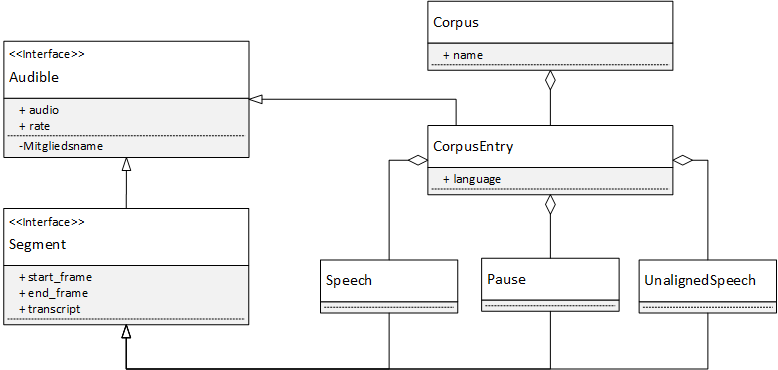 <<Interface>>
Audible
+ audio
+ rate
-Mitgliedsname
Corpus
+ name
CorpusEntry
+ language
<<Interface>>
Segment
+ start_frame
+ end_frame
+ transcript
Speech
Pause
UnalignedSpeech